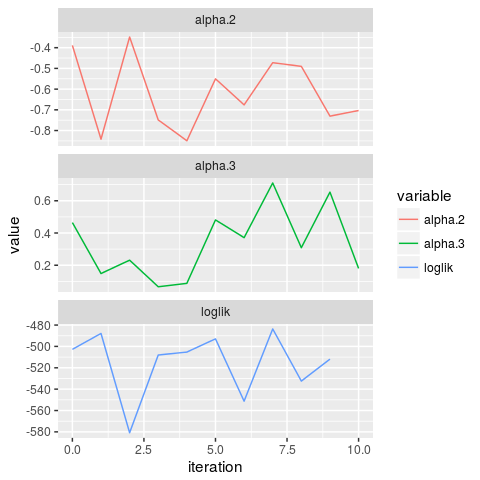 alpha.2
-0.4
-0.5
-0.6
-0.7
-0.8
alpha.3
0.6
0.4
0.2
loglik
-480
-500
-520
-540
-560
-580
0.0 2.5 5.0 7.5 10.0
iteration
value
variable
alpha.2
alpha.3
loglik